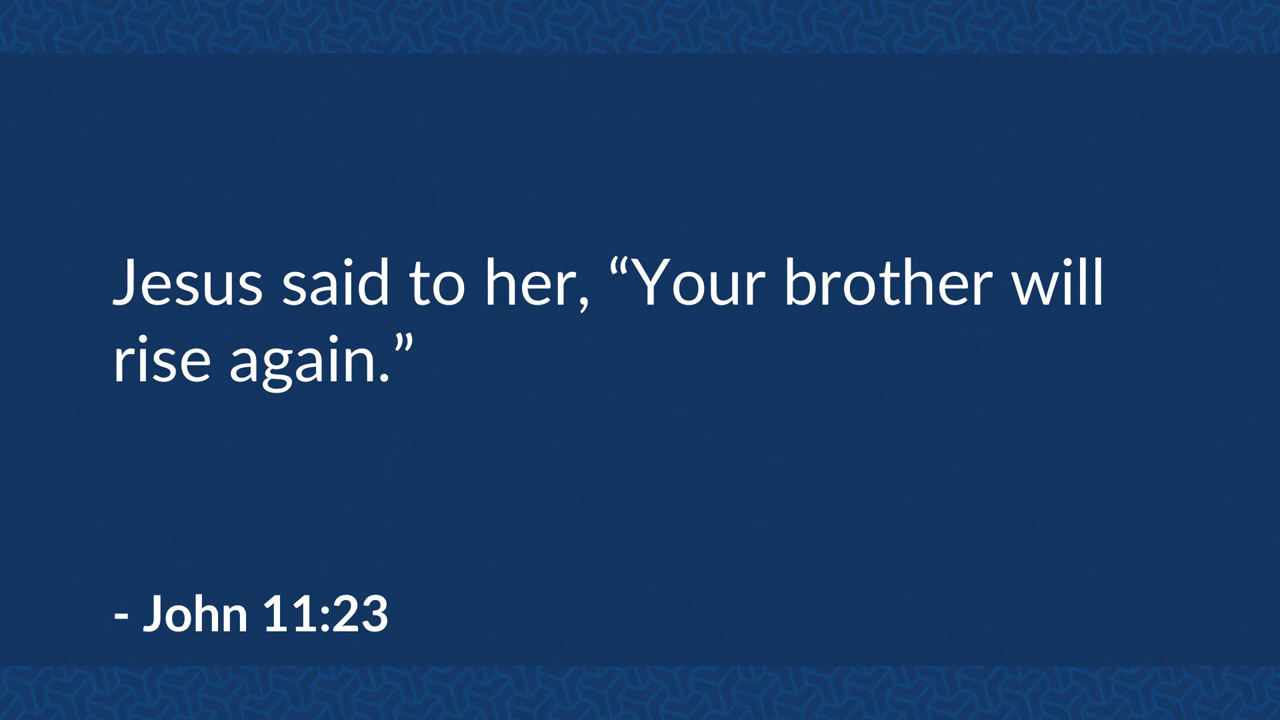 Jesus said to her, “Your brother will
rise again.”
- John 11:23